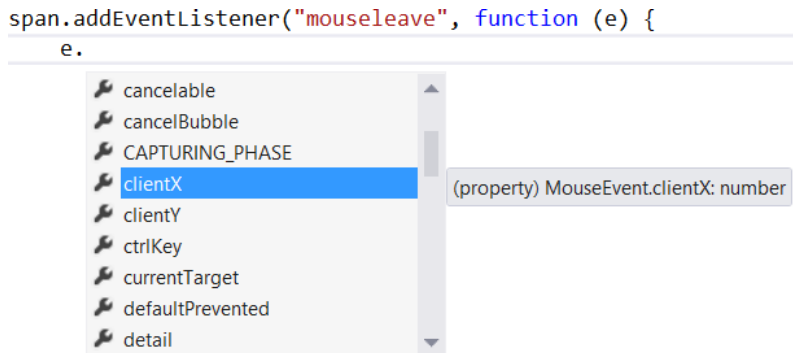 span.addEventListener("mouseleave", function (e) {
e.
cancelable
cancelBubble
CAPTURING_PHASE
clientX
(property) MouseEvent.clientX: number
clientY
ctrlKey
currentTarget
defaultPrevented
detail